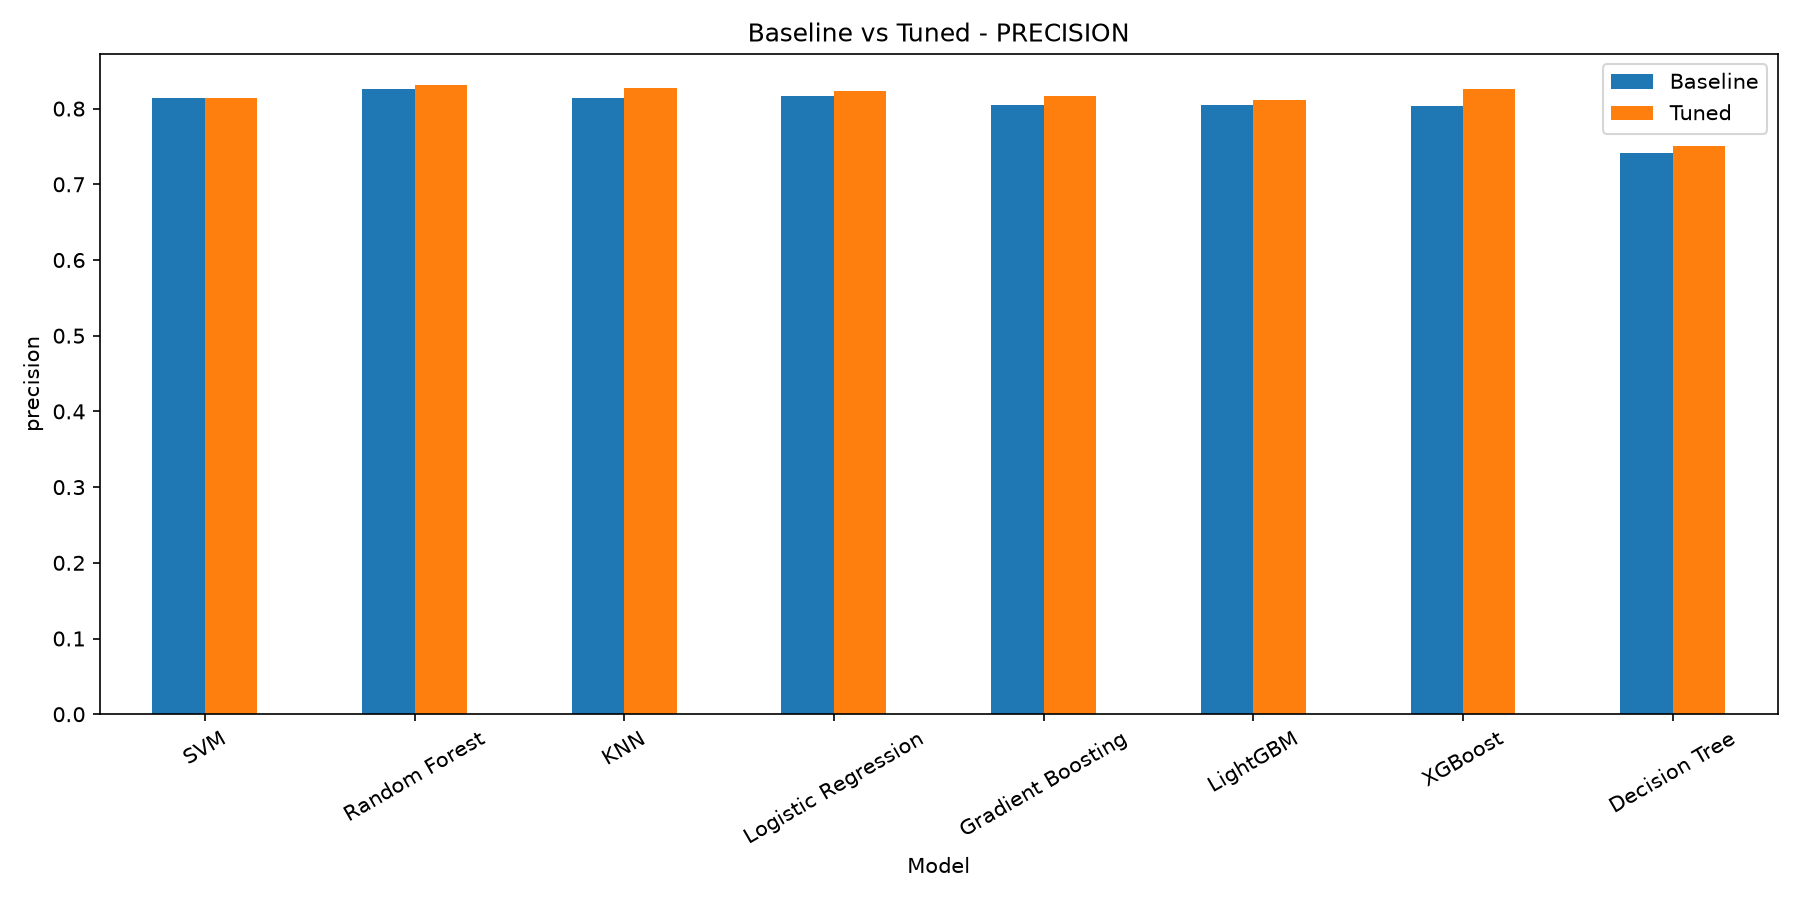 Baseline vs Tuned - PRECISION
Baseline
Tuned
precision
0.8
0.7
0.6
0.5
0.4
0.3
0.2
0.1
0.0
SVM
Random Forest
KNN
Logistic Regression
Gradient Boosting
LightGBM
XGBoost
Decision Tree
Model